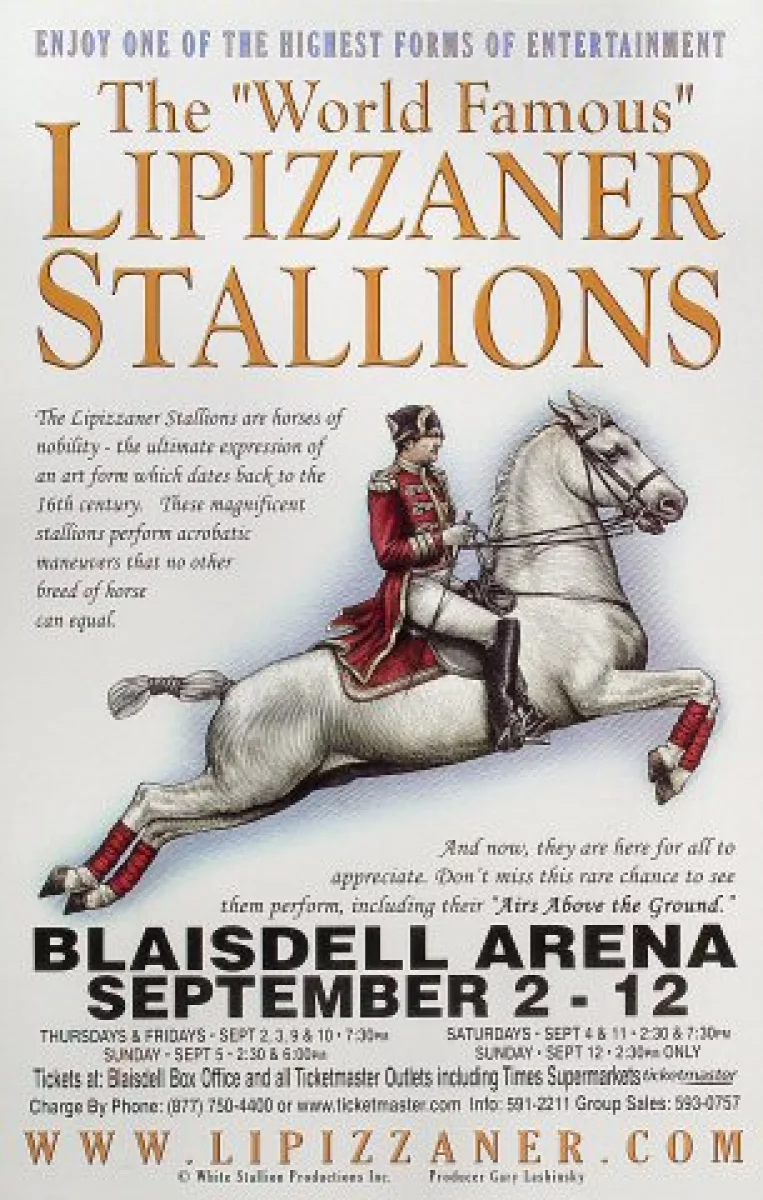 ENJOY ONE OF THE HIGHEST FORMS OF ENTERTAINMENT
The "World Famous"
LIPIZZANER
STALLIONS
The Lipizzaner Stallions are horses of
nobility - the ultimate expression of
an art form which dates back to the
16th century. These magnificent
stallions perform acrobatic
maneuvers that no other
breed of horse
can equal.
And now, they are here for all to
appreciate. Don't miss this rare chance to see
them perform, including their "Airs Above the Ground."
BLAISDELL ARENA
SEPTEMBER 2 - 12
THURSDAYS & FRIDAYS - SEPT 2, 3, 9 & 10 • 7:30PM
SUNDAY - SEPT 5 - 2:30 & 6:00PM
SATURDAYS - SEPT 4 & 11 • 2:30 & 7:30PM
SUNDAY • SEPT 12 • 2:30PM ONLY
Tickets at: Blaisdell Box Office and all Ticketmaster Outlets including Times Supermarkets ticketmaster
Charge By Phone: (877) 750-4400 or www.ticketmaster.com Info: 591-2211 Group Sales: 593-0757
WWW.LIPIZZANER.COM
© White Stallion Productions Inc. Producer Gary Lashinsky